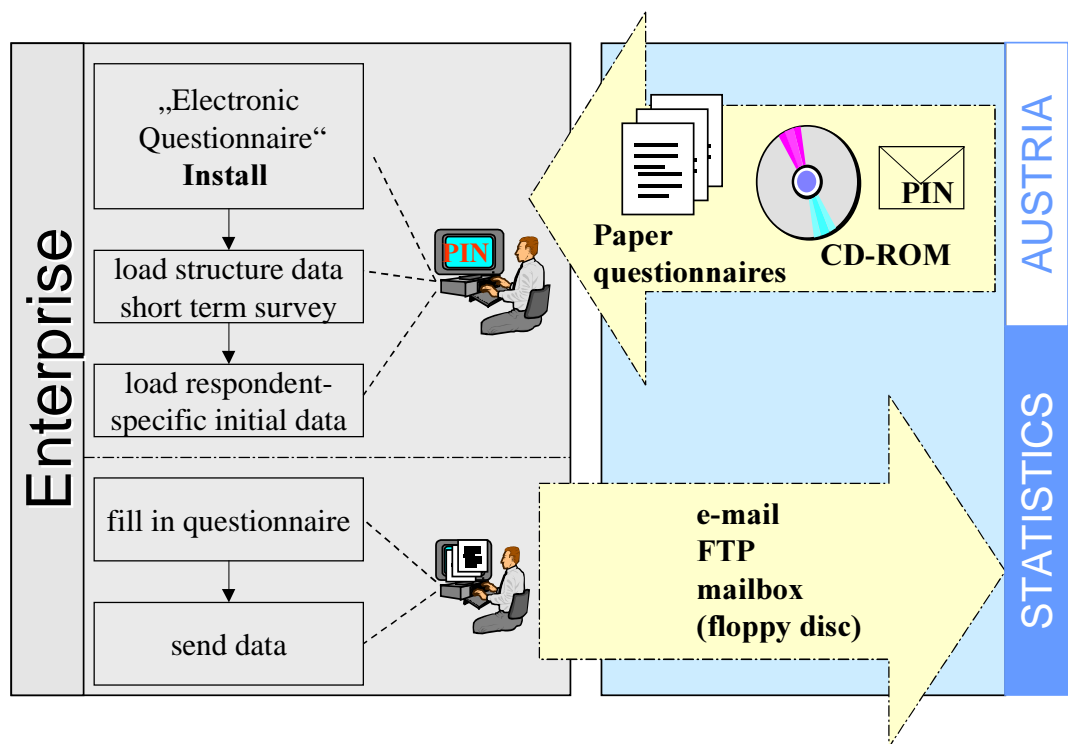 Enterprise
„Electronic
Questionnaire“
Install
load structure data
short term survey
load respondent-
specific initial data
fill in questionnaire
send data
PIN
Paper
questionnaires
CD-ROM
PIN
e-mail
FTP
mailbox
(floppy disc)
STATISTICS
AUSTRIA